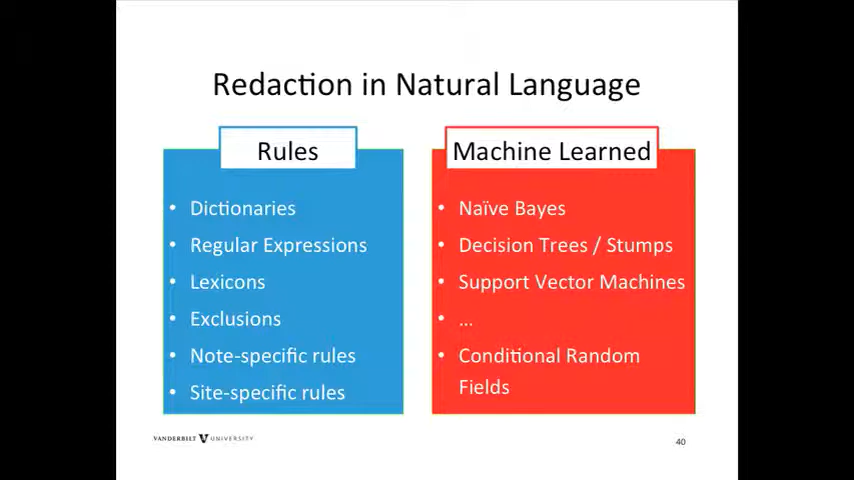 Redaction in Natural Language
Rules
• Dictionaries
• Regular Expressions
• Lexicons
• Exclusions
• Note-specific rules
• Site-specific rules
Machine Learned
• Naïve Bayes
• Decision Trees / Stumps
• Support Vector Machines
• ...
• Conditional Random
Fields
VANDERBILT V UNIVERSITY
40